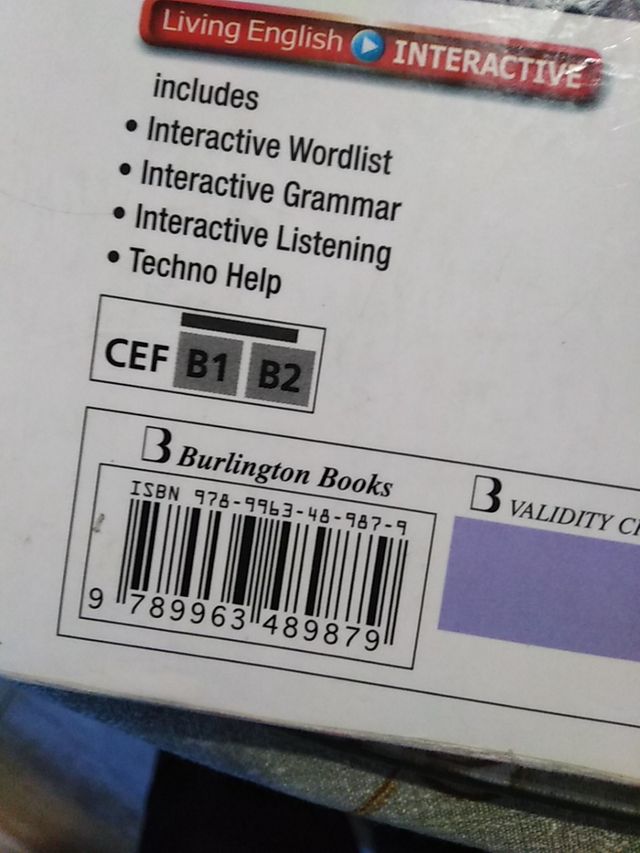 Living English INTERACTIVE
includes
• Interactive Wordlist
• Interactive Grammar
• Interactive Listening
• Techno Help
CEF B1 B2
B Burlington Books
ISBN 978-9963-48-987-9
9 789963 489879
B VALIDITY